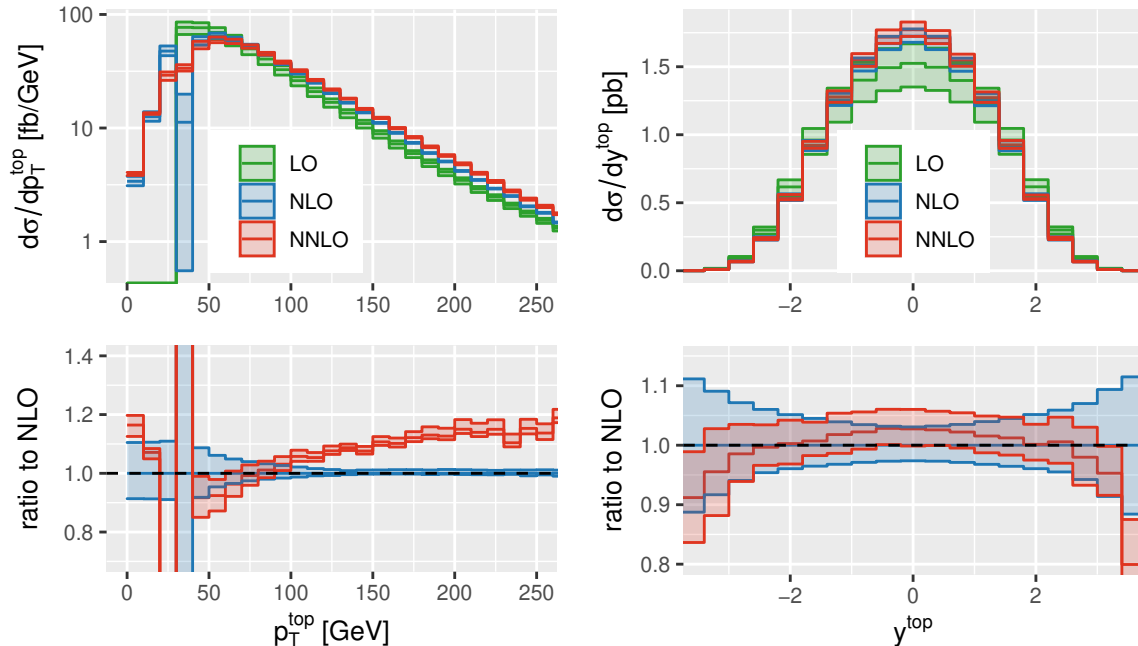 dσ/dp_T^top [fb/GeV]
100
10
1
LO
NLO
NNLO
0 50 100 150 200 250
dσ/dy^top [pb]
1.5
1.0
0.5
0.0
LO
NLO
NNLO
−2 0 2
ratio to NLO
1.4
1.2
1.0
0.8
0 50 100 150 200 250
p_T^top [GeV]
ratio to NLO
1.1
1.0
0.9
0.8
−2 0 2
y^top